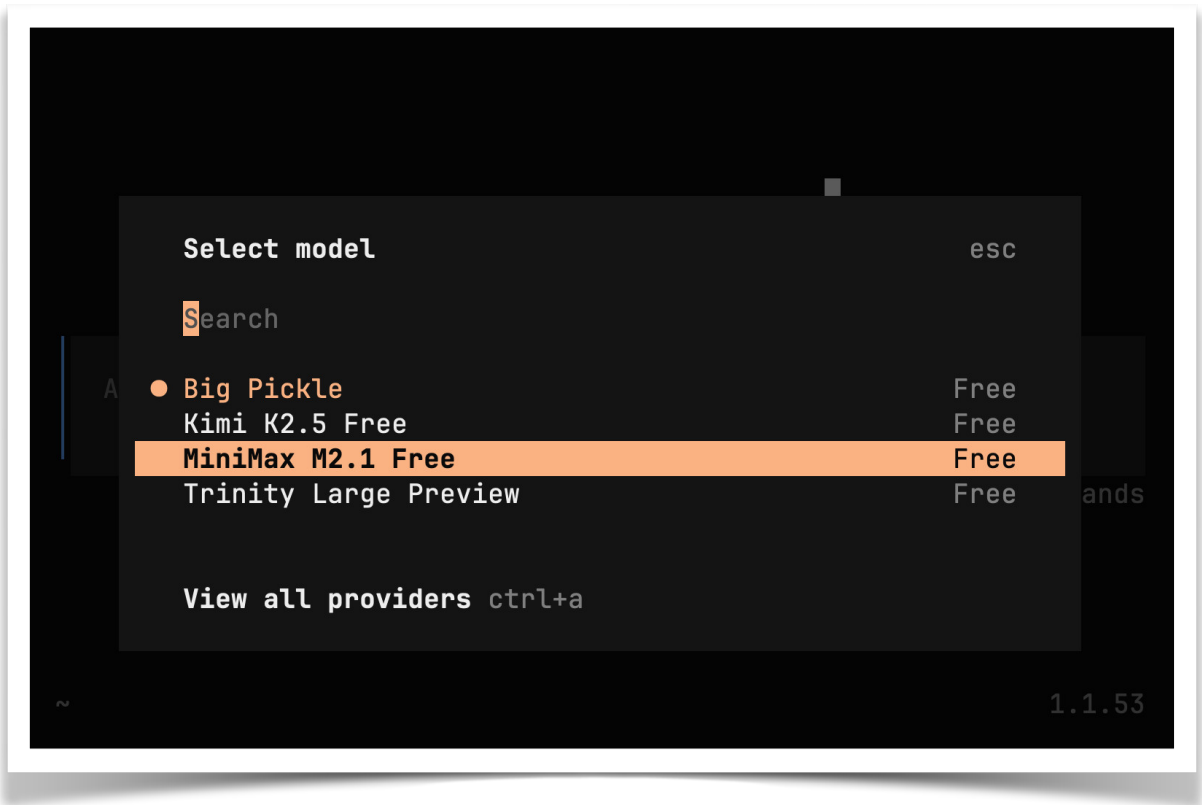 Select model esc
Search
A
● Big Pickle Free
Kimi K2.5 Free Free
MiniMax M2.1 Free Free
Trinity Large Preview Free
ands
View all providers ctrl+a
~ 1.1.53